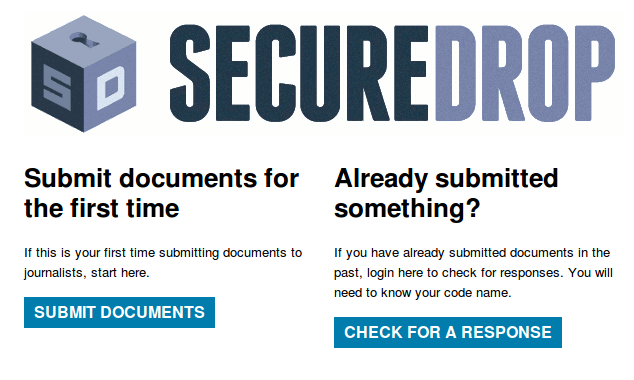 SD
SECUREDROP
Submit documents for
the first time
If this is your first time submitting documents to
journalists, start here.
SUBMIT DOCUMENTS
Already submitted
something?
If you have already submitted documents in the
past, login here to check for responses. You will
need to know your code name.
CHECK FOR A RESPONSE